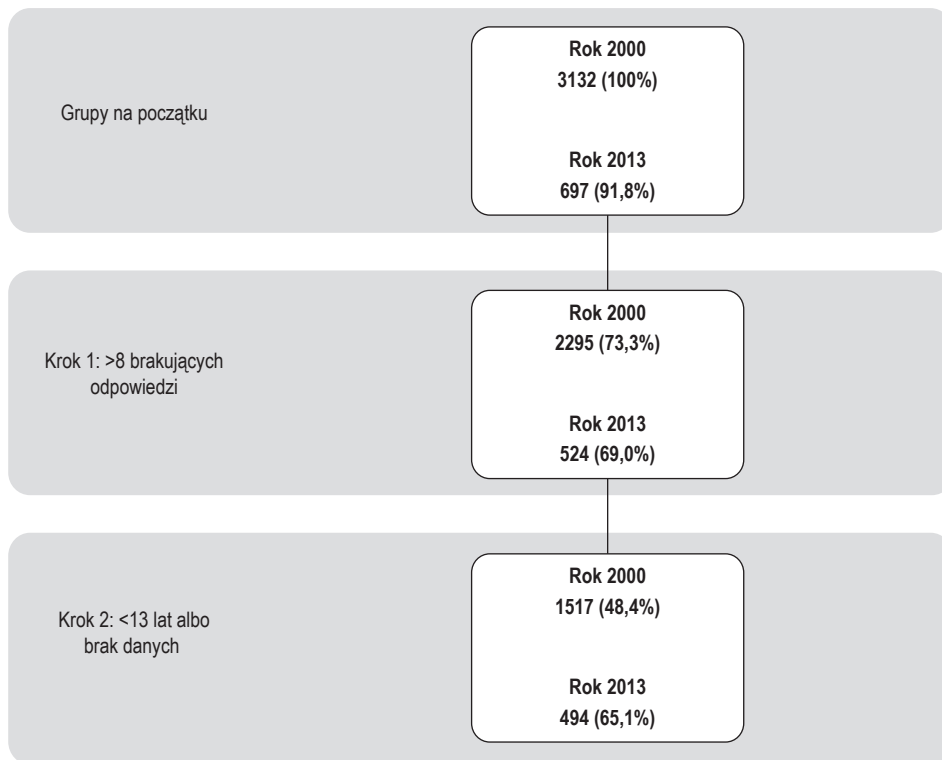 Grupy na początku
Rok 2000
3132 (100%)
Rok 2013
697 (91,8%)
Krok 1: >8 brakujących
odpowiedzi
Rok 2000
2295 (73,3%)
Rok 2013
524 (69,0%)
Krok 2: <13 lat albo
brak danych
Rok 2000
1517 (48,4%)
Rok 2013
494 (65,1%)